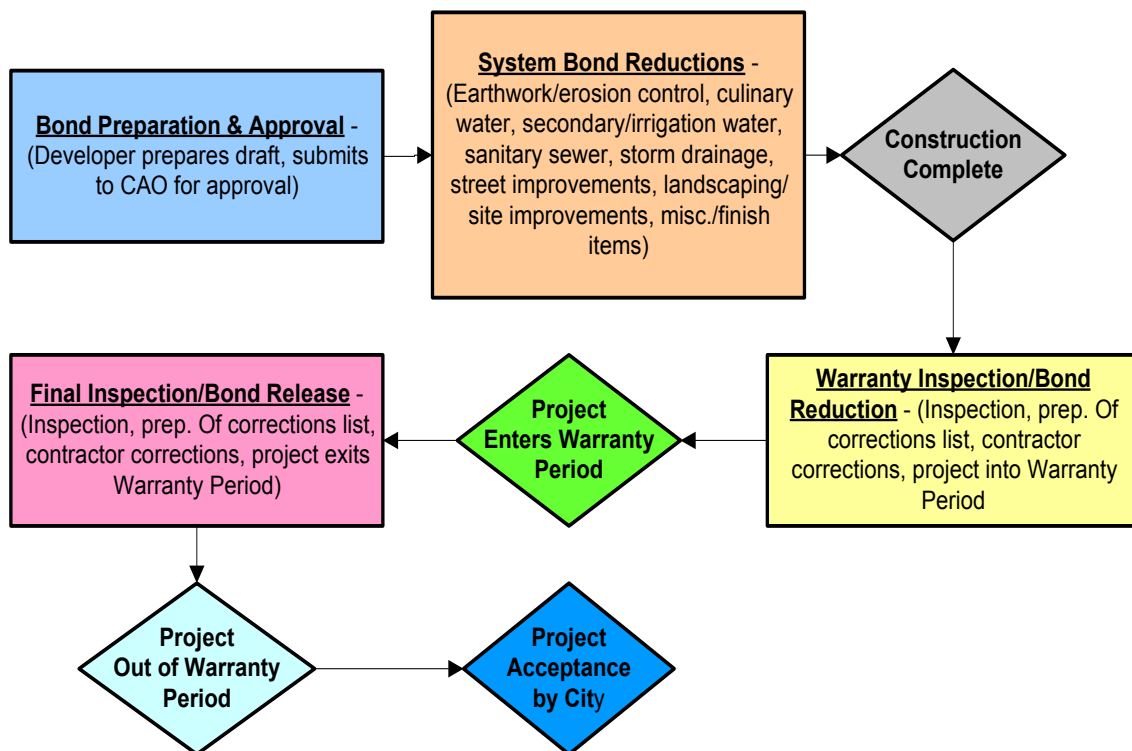 Bond Preparation & Approval -
(Developer prepares draft, submits
to CAO for approval)
System Bond Reductions -
(Earthwork/erosion control, culinary
water, secondary/irrigation water,
sanitary sewer, storm drainage,
street improvements, landscaping/
site improvements, misc./finish
items)
Construction
Complete
Warranty Inspection/Bond
Reduction - (Inspection, prep. Of
corrections list, contractor
corrections, project into Warranty
Period
Project
Enters Warranty
Period
Final Inspection/Bond Release -
(Inspection, prep. Of corrections list,
contractor corrections, project exits
Warranty Period)
Project
Out of Warranty
Period
Project
Acceptance
by City